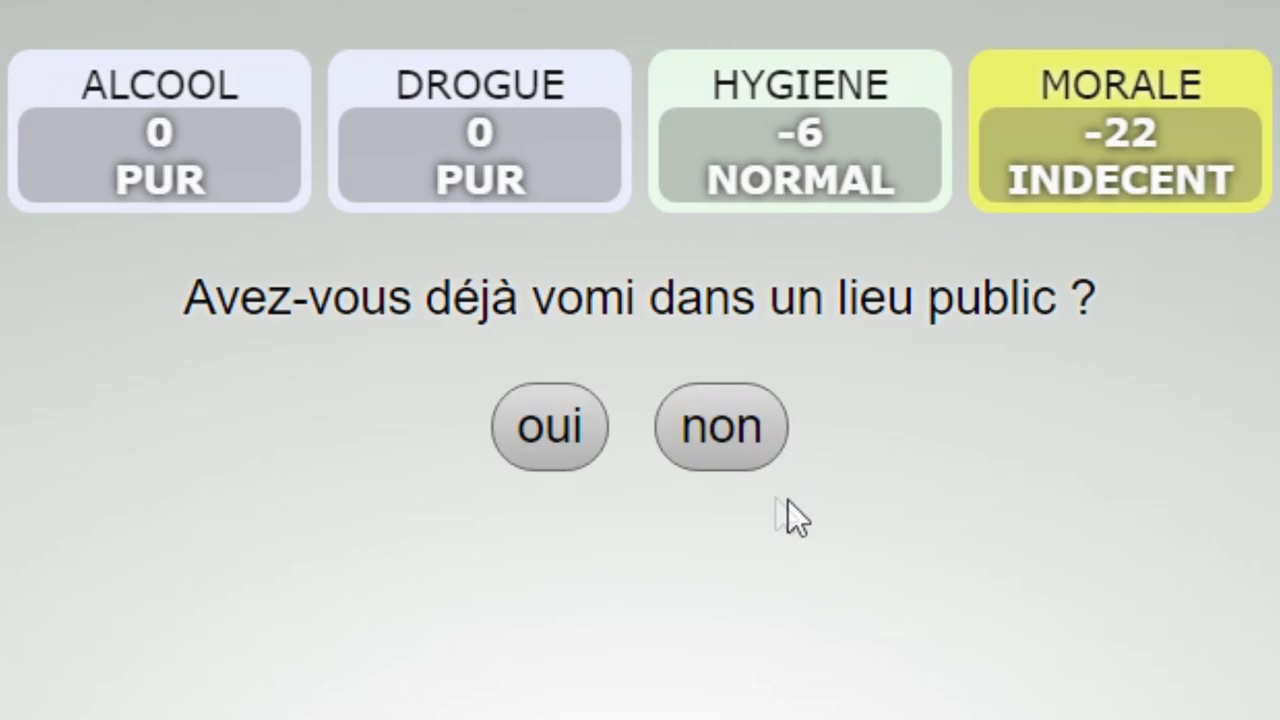 ALCOOL
0
PUR
DROGUE
0
PUR
HYGIENE
-6
NORMAL
MORALE
-22
INDECENT
Avez-vous déjà vomi dans un lieu public ?
oui
non